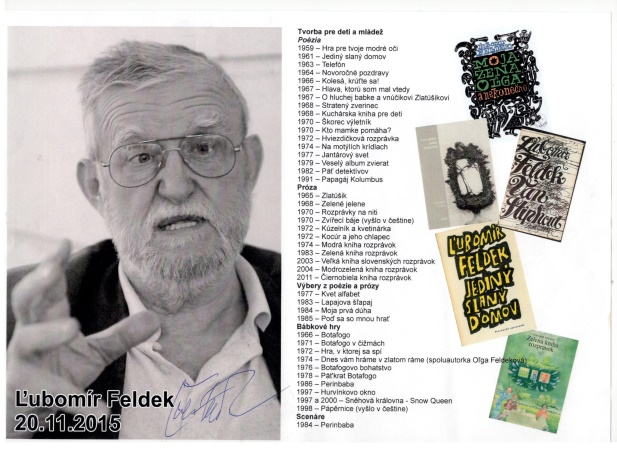 Tvorba pre deti a mládež
Poézia
1959 – Hra pre tvoje modré oči
1961 – Jediný slaný domov
1963 – Telefón
1964 – Novoročné pozdravy
1966 – Kolesá, krúťte sa!
1967 – Hlava, ktorú som mal vtedy
1967 – O hluchej babke a vnúčikovi Zlatúšikovi
1968 – Stratený zverinec
1968 – Kuchárska kniha pre deti
1970 – Škorec výletník
1970 – Kto mamke pomáha?
1972 – Hviezdičková rozprávka
1974 – Na motýlích krídlach
1977 – Jantárový svet
1979 – Veselý album zvierat
1982 – Päť detektívov
1991 – Papagáj Kolumbus
Próza
1965 – Zlatúšik
1968 – Zelené jelene
1970 – Rozprávky na niti
1970 – Zvířecí báje (vyšlo v češtine)
1972 – Kúzelník a kvetinárka
1972 – Kocúr a jeho chlapec
1974 – Modrá kniha rozprávok
1983 – Zelená kniha rozprávok
2003 – Veľká kniha slovenských rozprávok
2004 – Modrozelená kniha rozprávok
2011 – Čiernobiela kniha rozprávok
Výbery z poézie a prózy
1977 – Kvet alfabet
1983 – Lapajova šľapaj
1984 – Moja prvá dúha
1985 – Poď sa so mnou hrať
Bábkové hry
1966 – Botafogo
1971 – Botafogo v čižmách
1972 – Hra, v ktorej sa spí
1974 – Dnes vám hráme v zlatom ráme (spoluautorka Oľga Feldeková)
1976 – Botafogovo bohatstvo
1978 – Päťkrát Botafogo
1986 – Perinbaba
1997 – Hurvínkovo okno
1997 a 2000 – Sněhová královna - Snow Queen
1998 – Pápěrnice (vyšlo v češtine)
Scenáre
1984 – Perinbaba
Ľubomír Feldek
20.11.2015
MOJA
ŽENA
OĽGA
a nekonečno
Ľubomír
Feldek
Van
Stiphout
ĽUBOMÍR
FELDEK
JEDINÝ
SLANÝ
DOMOV
Zelená kniha
rozprávok